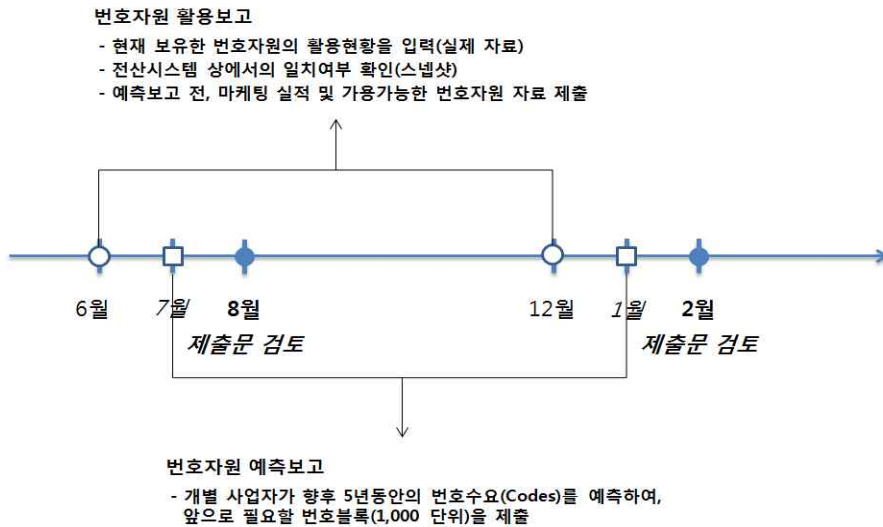 번호자원 활용보고
- 현재 보유한 번호자원의 활용현황을 입력(실제 자료)
- 전산시스템 상에서의 일치여부 확인(스넵샷)
- 예측보고 전, 마케팅 실적 및 가용가능한 번호자원 자료 제출
6월 7월 8월 12월 1월 2월
제출문 검토 제출문 검토
번호자원 예측보고
- 개별 사업자가 향후 5년동안의 번호수요(Codes)를 예측하여,
앞으로 필요할 번호블록(1,000 단위)을 제출